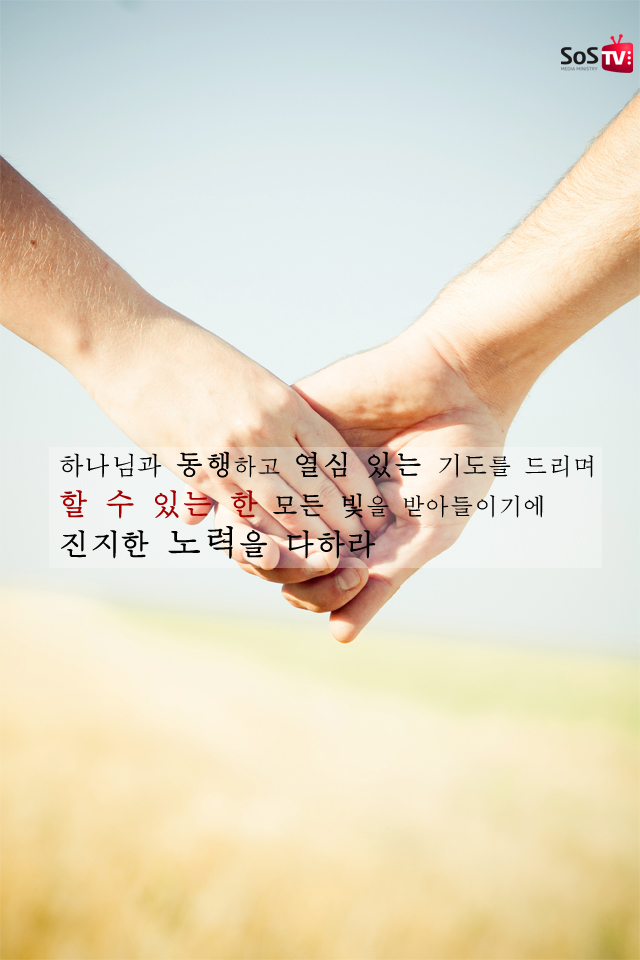 SoS TV
MEDIA MINISTRY
하나님과 동행하고 열심 있는 기도를 드리며
할 수 있는 한 모든 빛을 받아들이기에
진지한 노력을 다하라